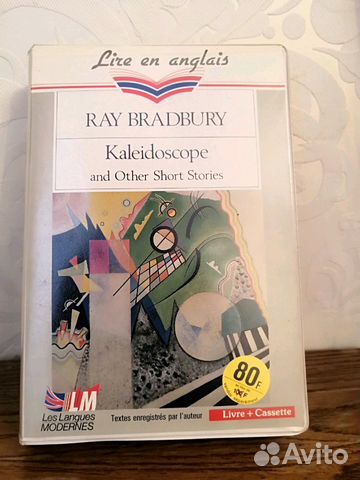 Lire en anglais
RAY BRADBURY
Kaleidoscope
and Other Short Stories
80F
LM
Les Langues
MODERNES
Textes enregistrés par l'auteur
Livre + Cassette
Avito